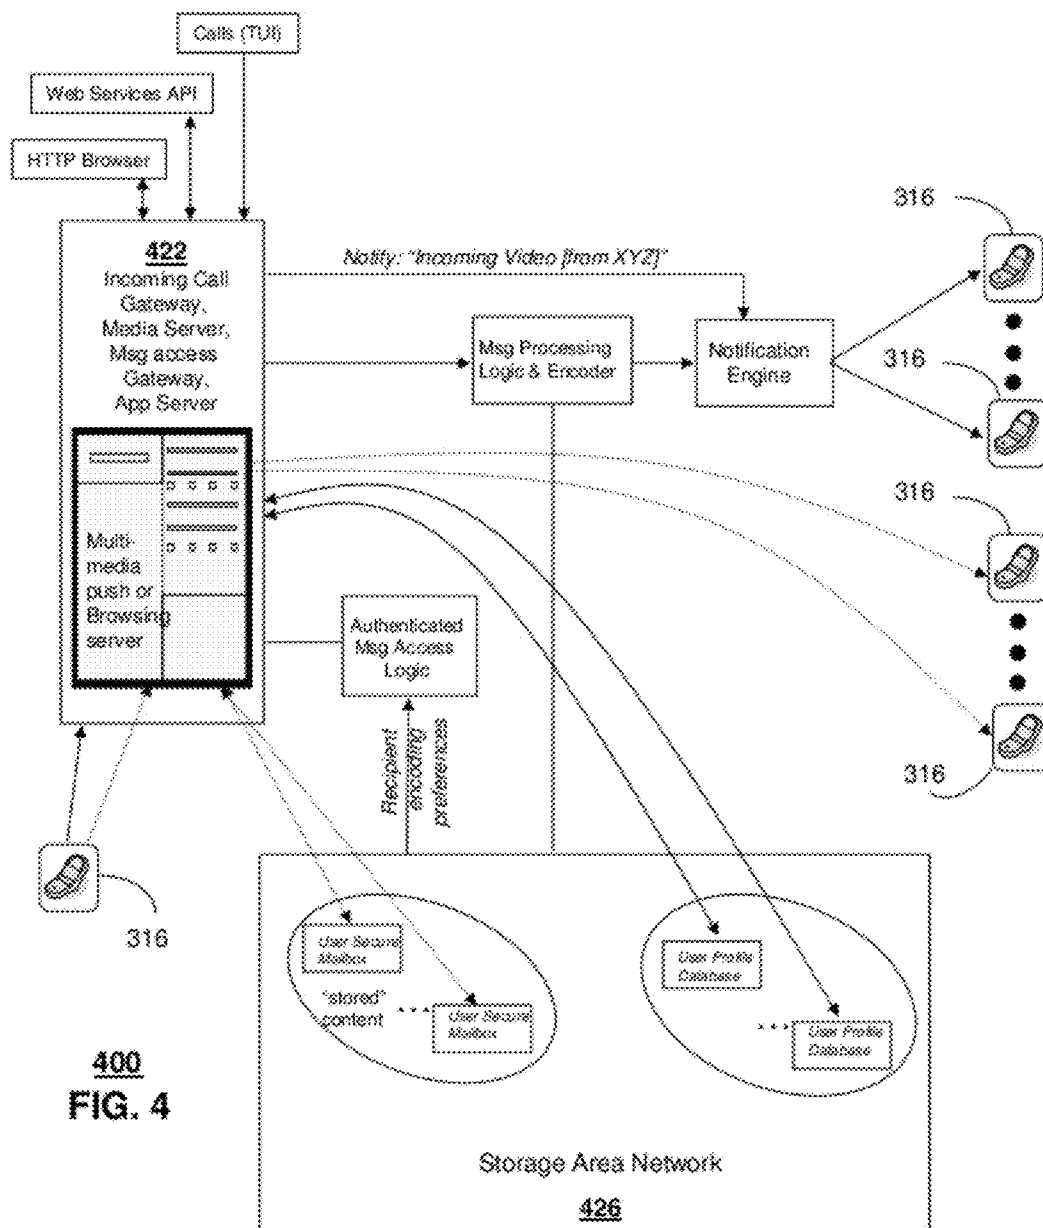 Calls (TUI)
Web Services API
HTTP Browser
422
Incoming Call
Gateway,
Media Server,
Msg access
Gateway,
App Server
Multi-
media
push or
Browsing
server
Notify: "Incoming Video [from XYZ]"
Msg Processing
Logic & Encoder
Notification
Engine
316
316
316
316
Authenticated
Msg Access
Logic
Recipient
encoding
preferences
316
User Secure
Mailbox
"stored"
content
User Secure
Mailbox
User Profile
Database
User Profile
Database
400
FIG. 4
Storage Area Network
426